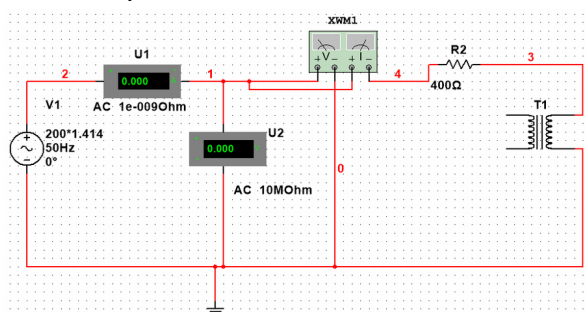 XWM1
V I
+ - + -
U1
0.000
AC 1e-009Ohm
2
1
4
R2
400Ω
3
V1
200*1.414
50Hz
0°
U2
0.000
AC 10MOhm
T1
0